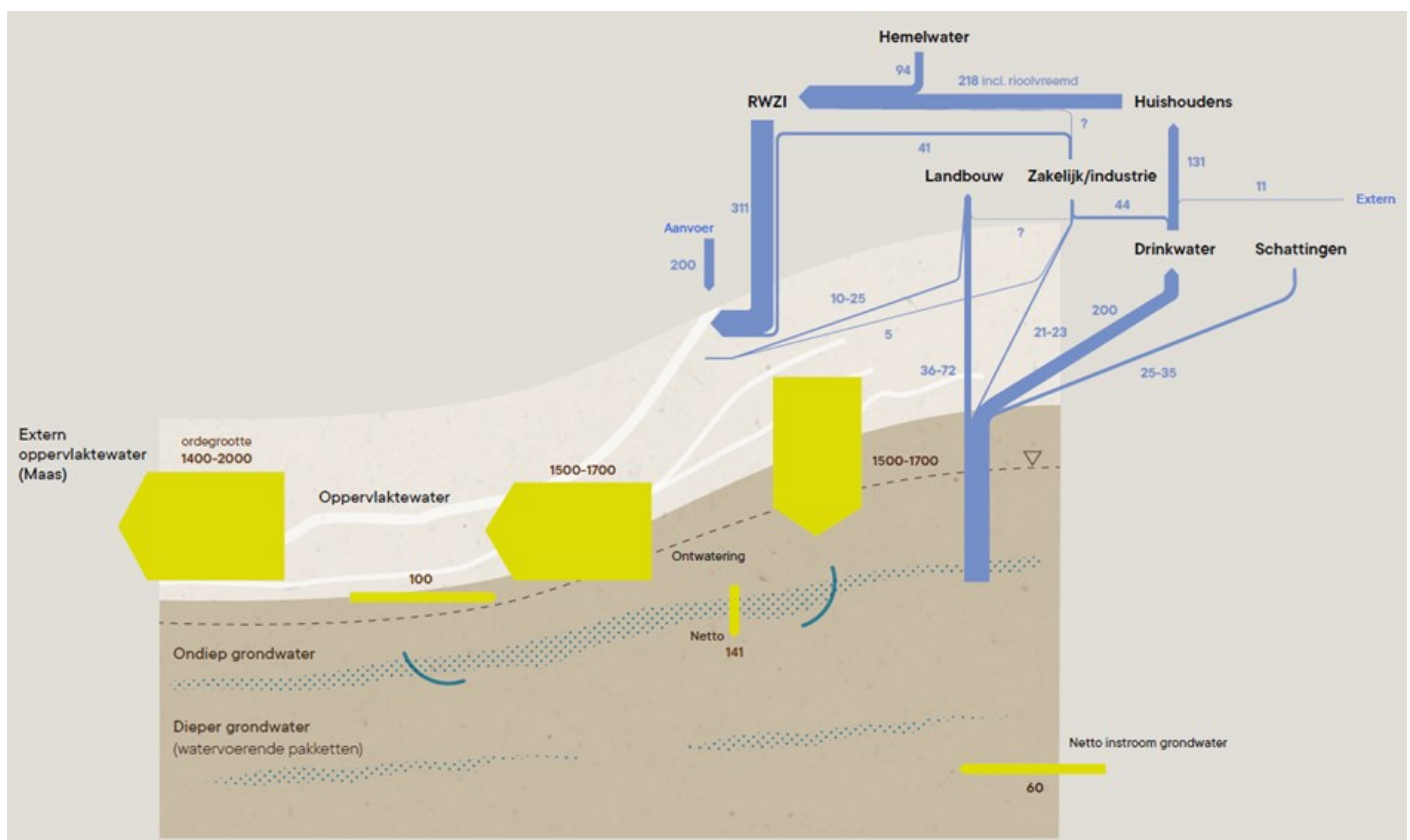 Hemelwater
94
218 incl. rioolvreemd
RWZI
Huishoudens
?
41
131
Landbouw
Zakelijk/industrie
11
Extern
44
311
?
Aanvoer
Drinkwater
Schattingen
200
10-25
200
5
21-23
36-72
25-35
Extern
oppervlaktewater
(Maas)
ordegrootte
1400-2000
1500-1700
1500-1700
Oppervlaktewater
Ontwatering
100
Netto
141
Ondiep grondwater
Dieper grondwater
(watervoerende pakketten)
Netto instroom grondwater
60